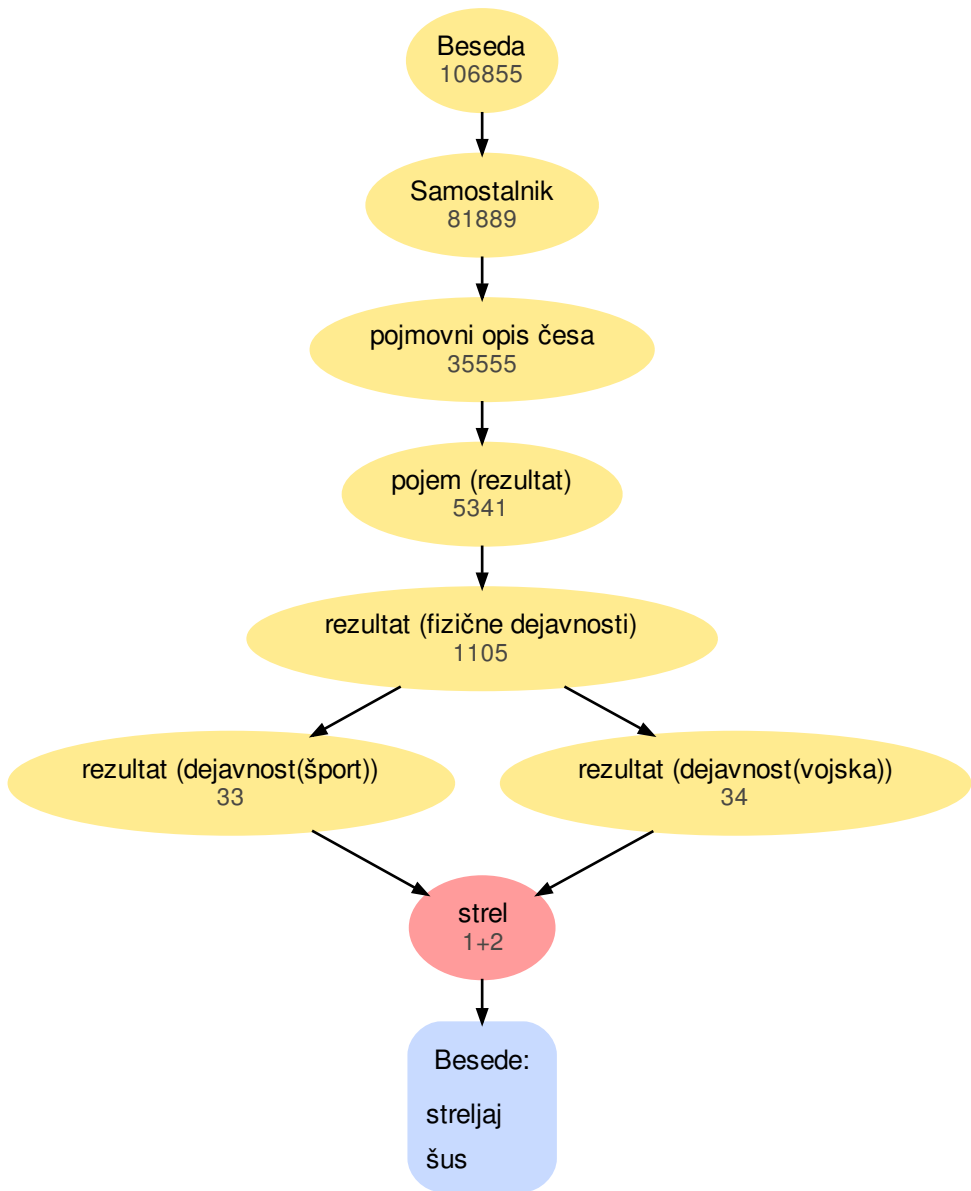 Beseda
106855
Samostalnik
81889
pojmovni opis česa
35555
pojem (rezultat)
5341
rezultat (fizične dejavnosti)
1105
rezultat (dejavnost(šport))
33
rezultat (dejavnost(vojska))
34
strel
1+2
Besede:
streljaj
šus